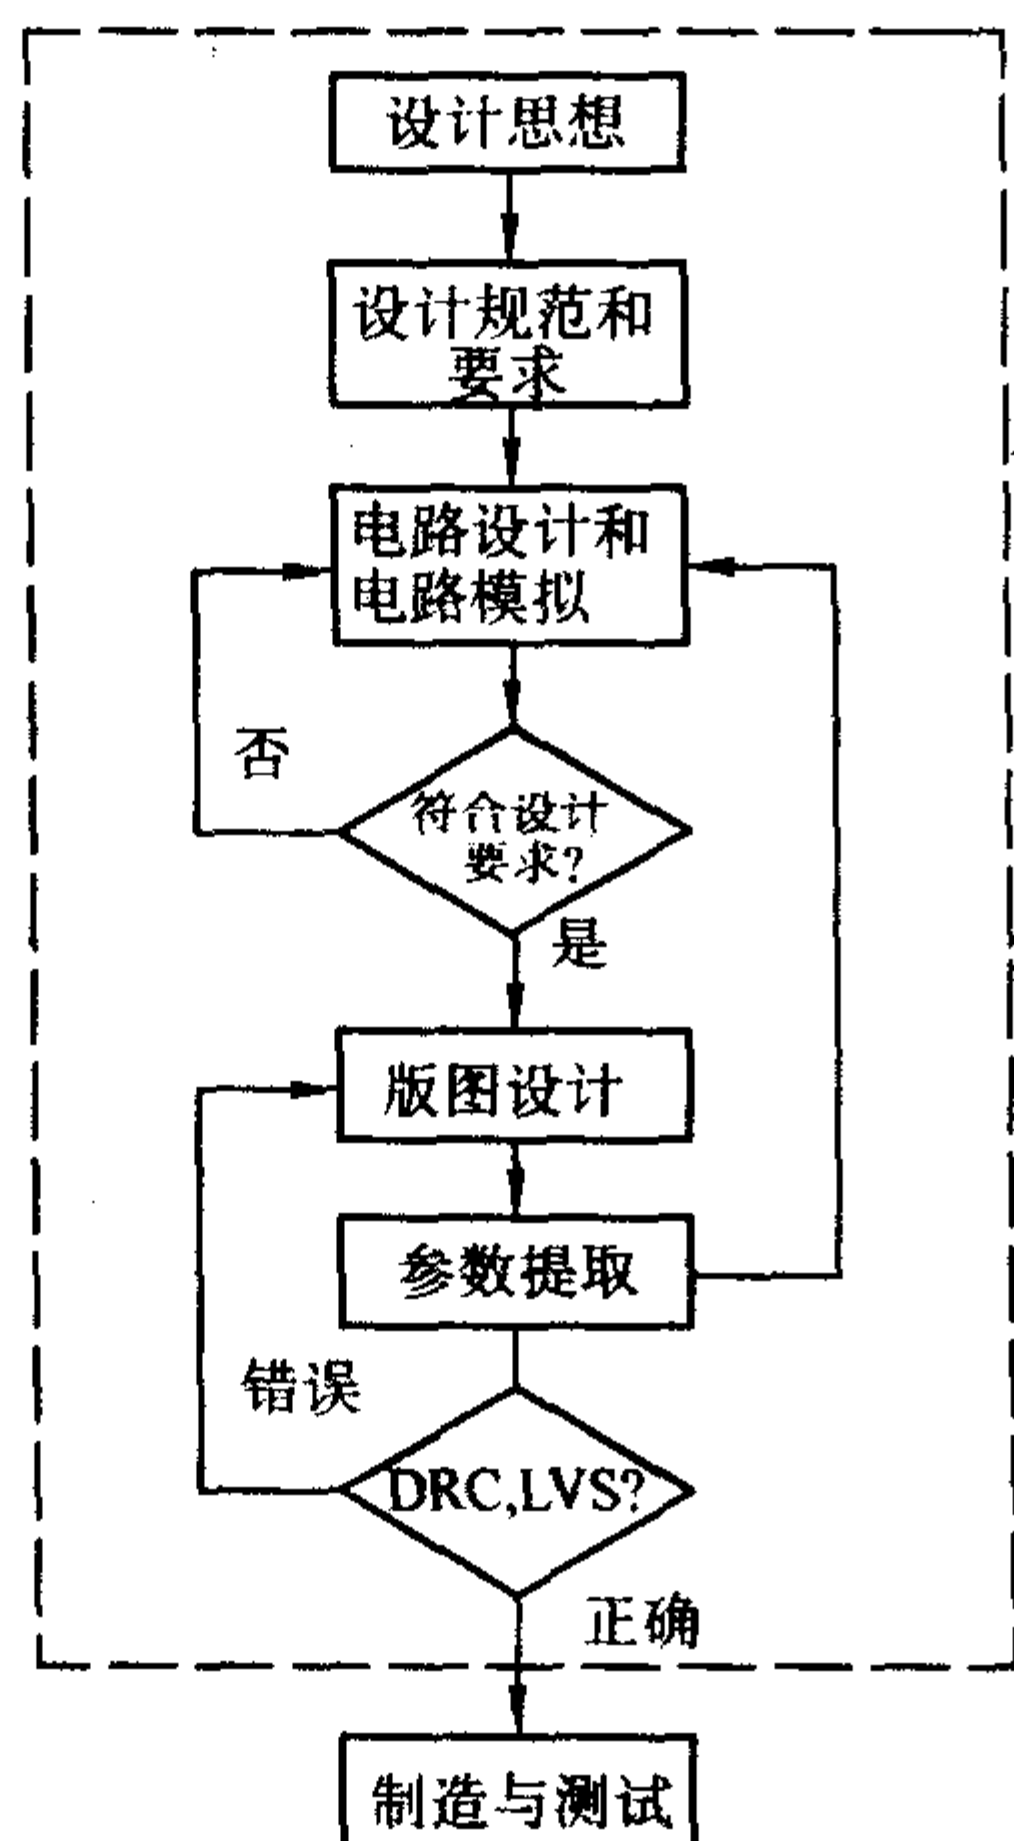 设计思想
设计规范和
要求
电路设计和
电路模拟
否
符合设计
要求?
是
版图设计
参数提取
错误
DRC,LVS?
正确
制造与测试